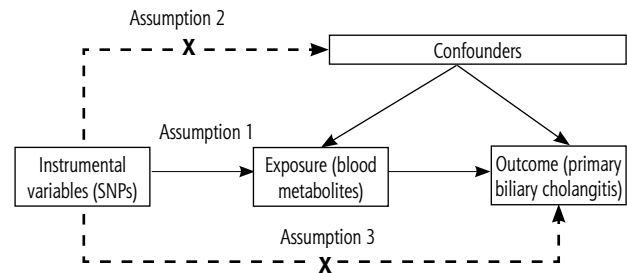 Assumption 2
X
Confounders
Assumption 1
Instrumental
variables (SNPs)
Exposure (blood
metabolites)
Outcome (primary
biliary cholangitis)
Assumption 3
X